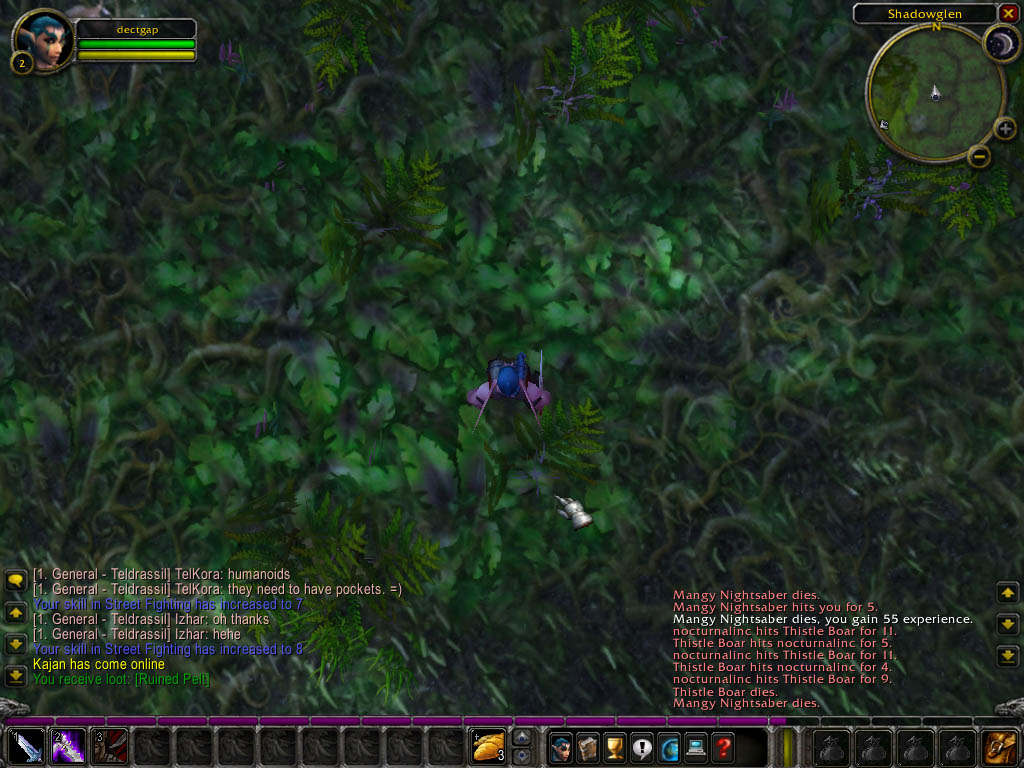 dectgap
2
Shadowglen
N
[1. General - Teldrassil] TelKora: humanoids
[1. General - Teldrassil] TelKora: they need to have pockets. =)
Your skill in Street Fighting has increased to 7
[1. General - Teldrassil] Izhar: oh thanks
[1. General - Teldrassil] Izhar: hehe
Your skill in Street Fighting has increased to 8
Kajan has come online
You receive loot: [Ruined Pelt]
Mangy Nightsaber dies.
Mangy Nightsaber hits you for 5.
Mangy Nightsaber dies, you gain 55 experience.
nocturnalinc hits Thistle Boar for 11.
Thistle Boar hits nocturnalinc for 5.
nocturnalinc hits Thistle Boar for 11.
Thistle Boar hits nocturnalinc for 4.
nocturnalinc hits Thistle Boar for 9.
Thistle Boar dies.
Mangy Nightsaber dies.
1 2 3 + 3